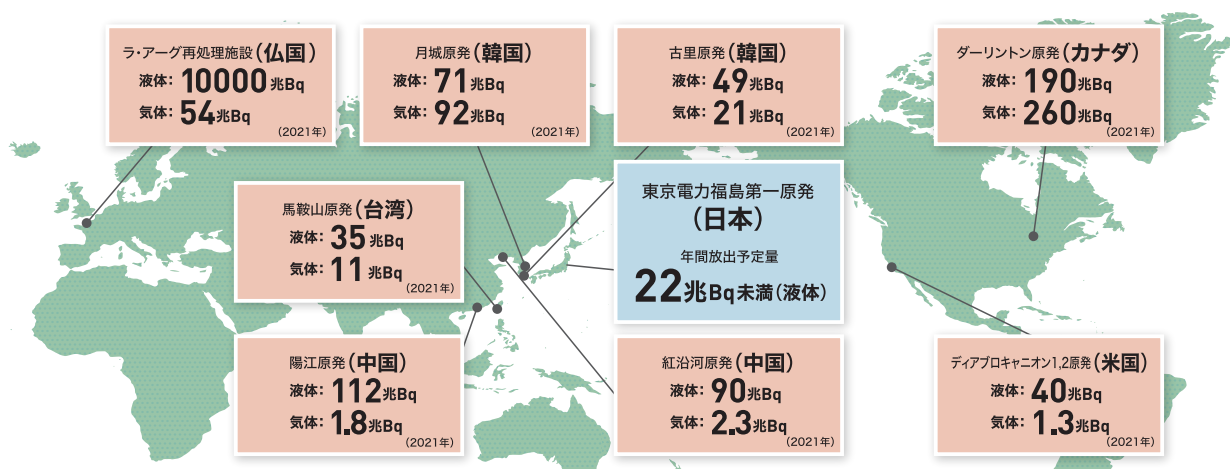 ラ・アーグ再処理施設(仏国)
液体: 10000兆Bq
気体: 54兆Bq
(2021年)
月城原発(韓国)
液体: 71兆Bq
気体: 92兆Bq
(2021年)
古里原発(韓国)
液体: 49兆Bq
気体: 21兆Bq
(2021年)
ダーリントン原発(カナダ)
液体: 190兆Bq
気体: 260兆Bq
(2021年)
馬鞍山原発(台湾)
液体: 35兆Bq
気体: 11兆Bq
(2021年)
東京電力福島第一原発
(日本)
年間放出予定量
22兆Bq未満(液体)
陽江原発(中国)
液体: 112兆Bq
気体: 1.8兆Bq
(2021年)
紅沿河原発(中国)
液体: 90兆Bq
気体: 2.3兆Bq
(2021年)
ディアブロキャニオン1,2原発(米国)
液体: 40兆Bq
気体: 1.3兆Bq
(2021年)